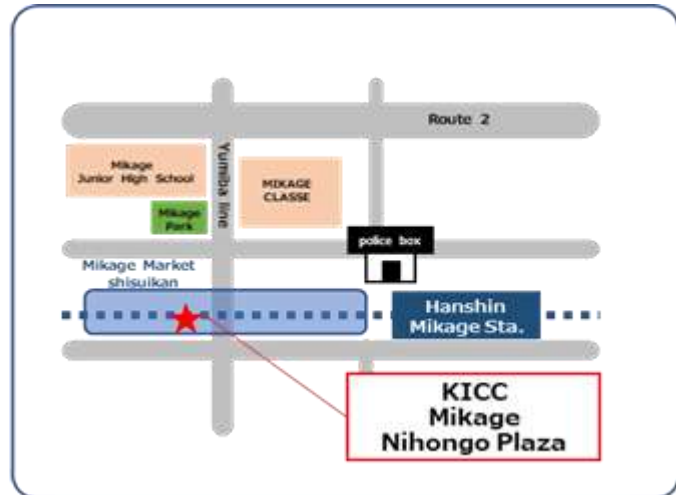 Route 2
Mikage
Junior High School
Yumiba line
MIKAGE
CLASSE
Mikage
Park
police box
Mikage Market
shisuikan
Hanshin
Mikage Sta.
KICC
Mikage
Nihongo Plaza